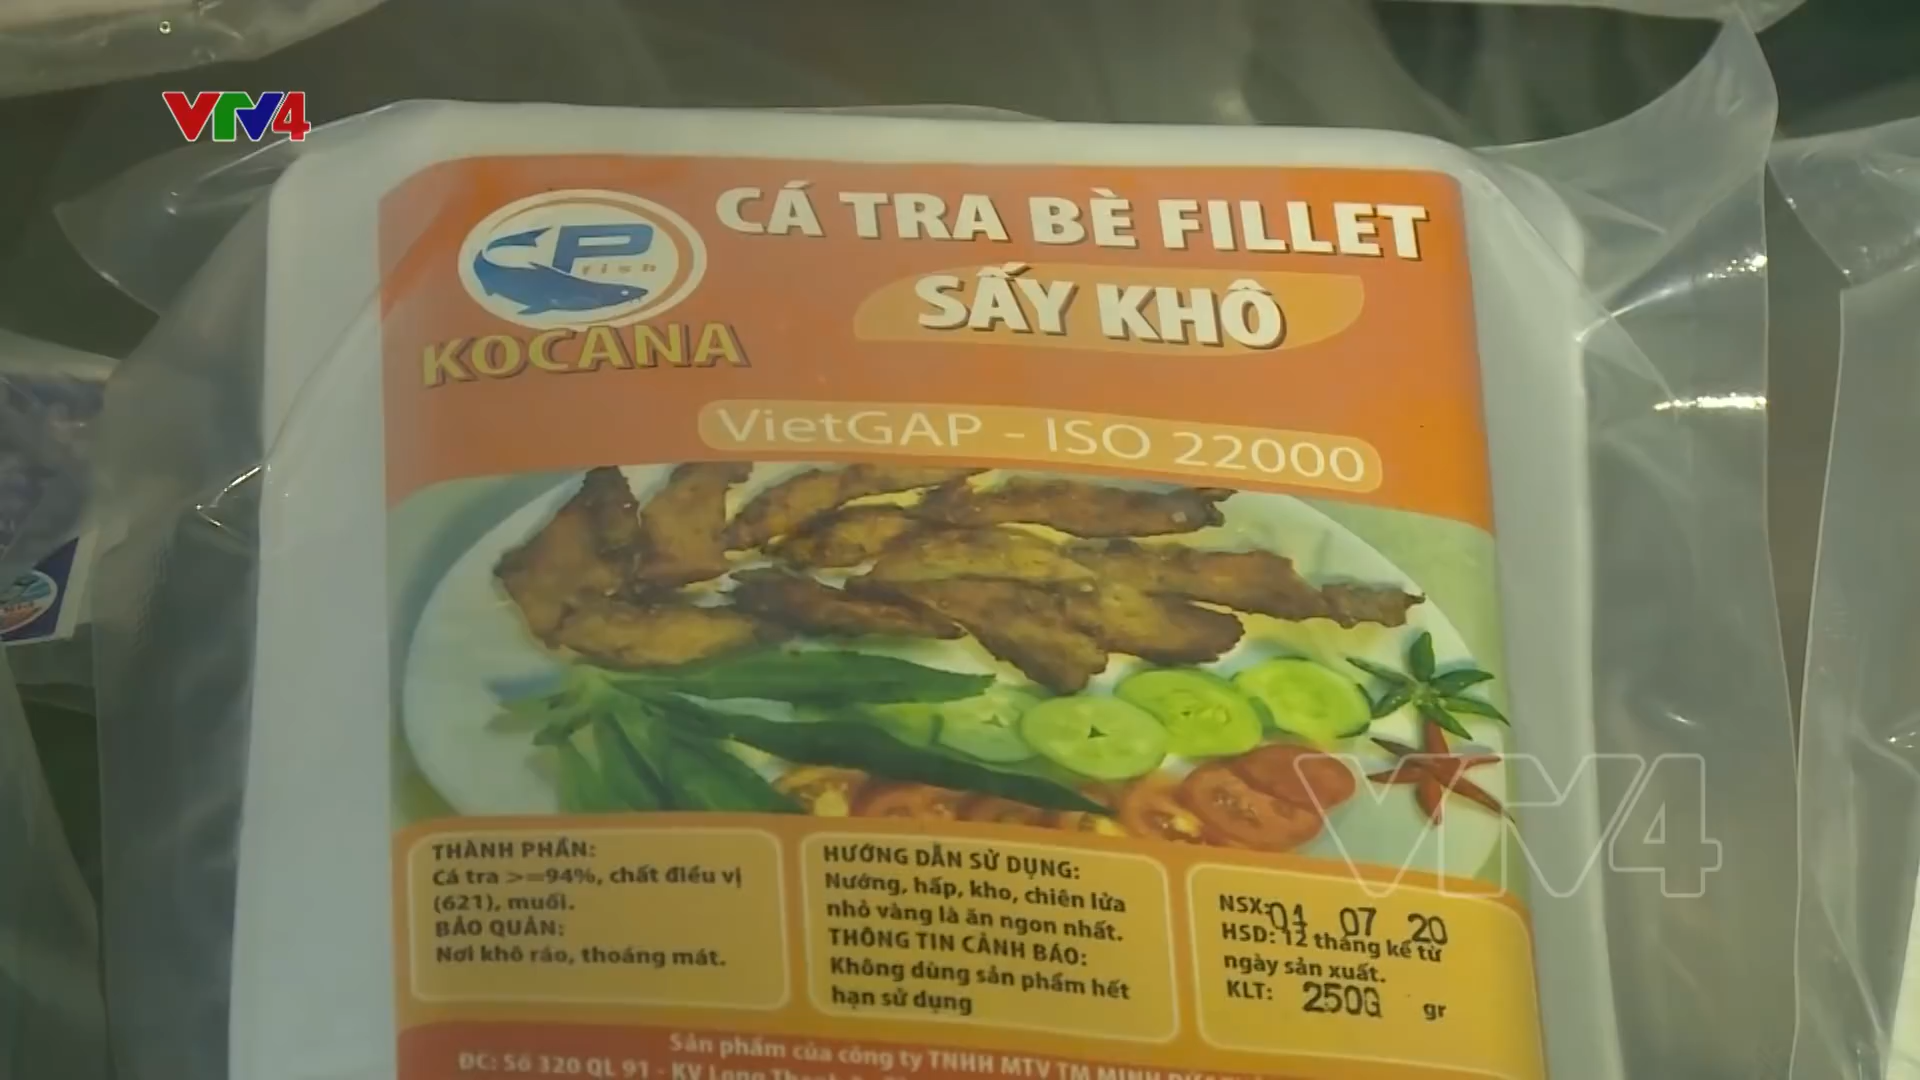 VTV4
CÁ TRA BÈ FILLET
SẤY KHÔ
P
fish
KOCANA
VietGAP - ISO 22000
THÀNH PHẦN:
Cá tra >=94%, chất điều vị
(621), muối.
BẢO QUẢN:
Nơi khô ráo, thoáng mát.
HƯỚNG DẪN SỬ DỤNG:
Nướng, hấp, kho, chiên lửa
nhỏ vàng là ăn ngon nhất.
THÔNG TIN CẢNH BÁO:
Không dùng sản phẩm hết
hạn sử dụng
NSX: 01 07 20
HSD: 12 tháng kể từ
ngày sản xuất.
KLT: 250G gr
VTV4
Sản phẩm của công ty TNHH MTV TM MINH
ĐC: Số 320 QL 91 - KV Long